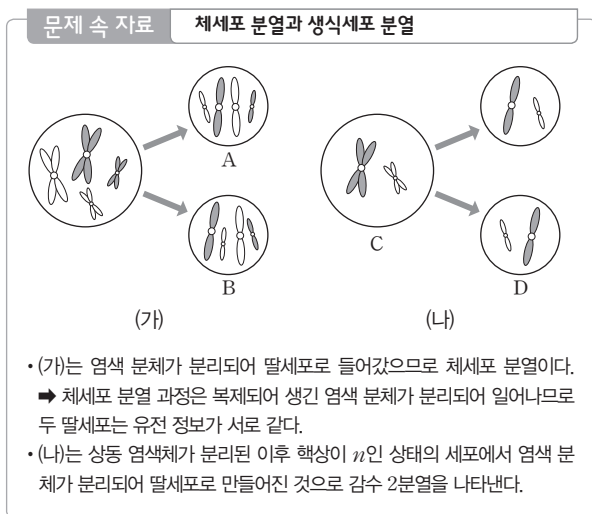 문제 속 자료
체세포 분열과 생식세포 분열
A
B
C
D
(가)
(나)
• (가)는 염색 분체가 분리되어 딸세포로 들어갔으므로 체세포 분열이다.
➡ 체세포 분열 과정은 복제되어 생긴 염색 분체가 분리되어 일어나므로
두 딸세포는 유전 정보가 서로 같다.
• (나)는 상동 염색체가 분리된 이후 핵상이 n인 상태의 세포에서 염색 분
체가 분리되어 딸세포로 만들어진 것으로 감수 2분열을 나타낸다.